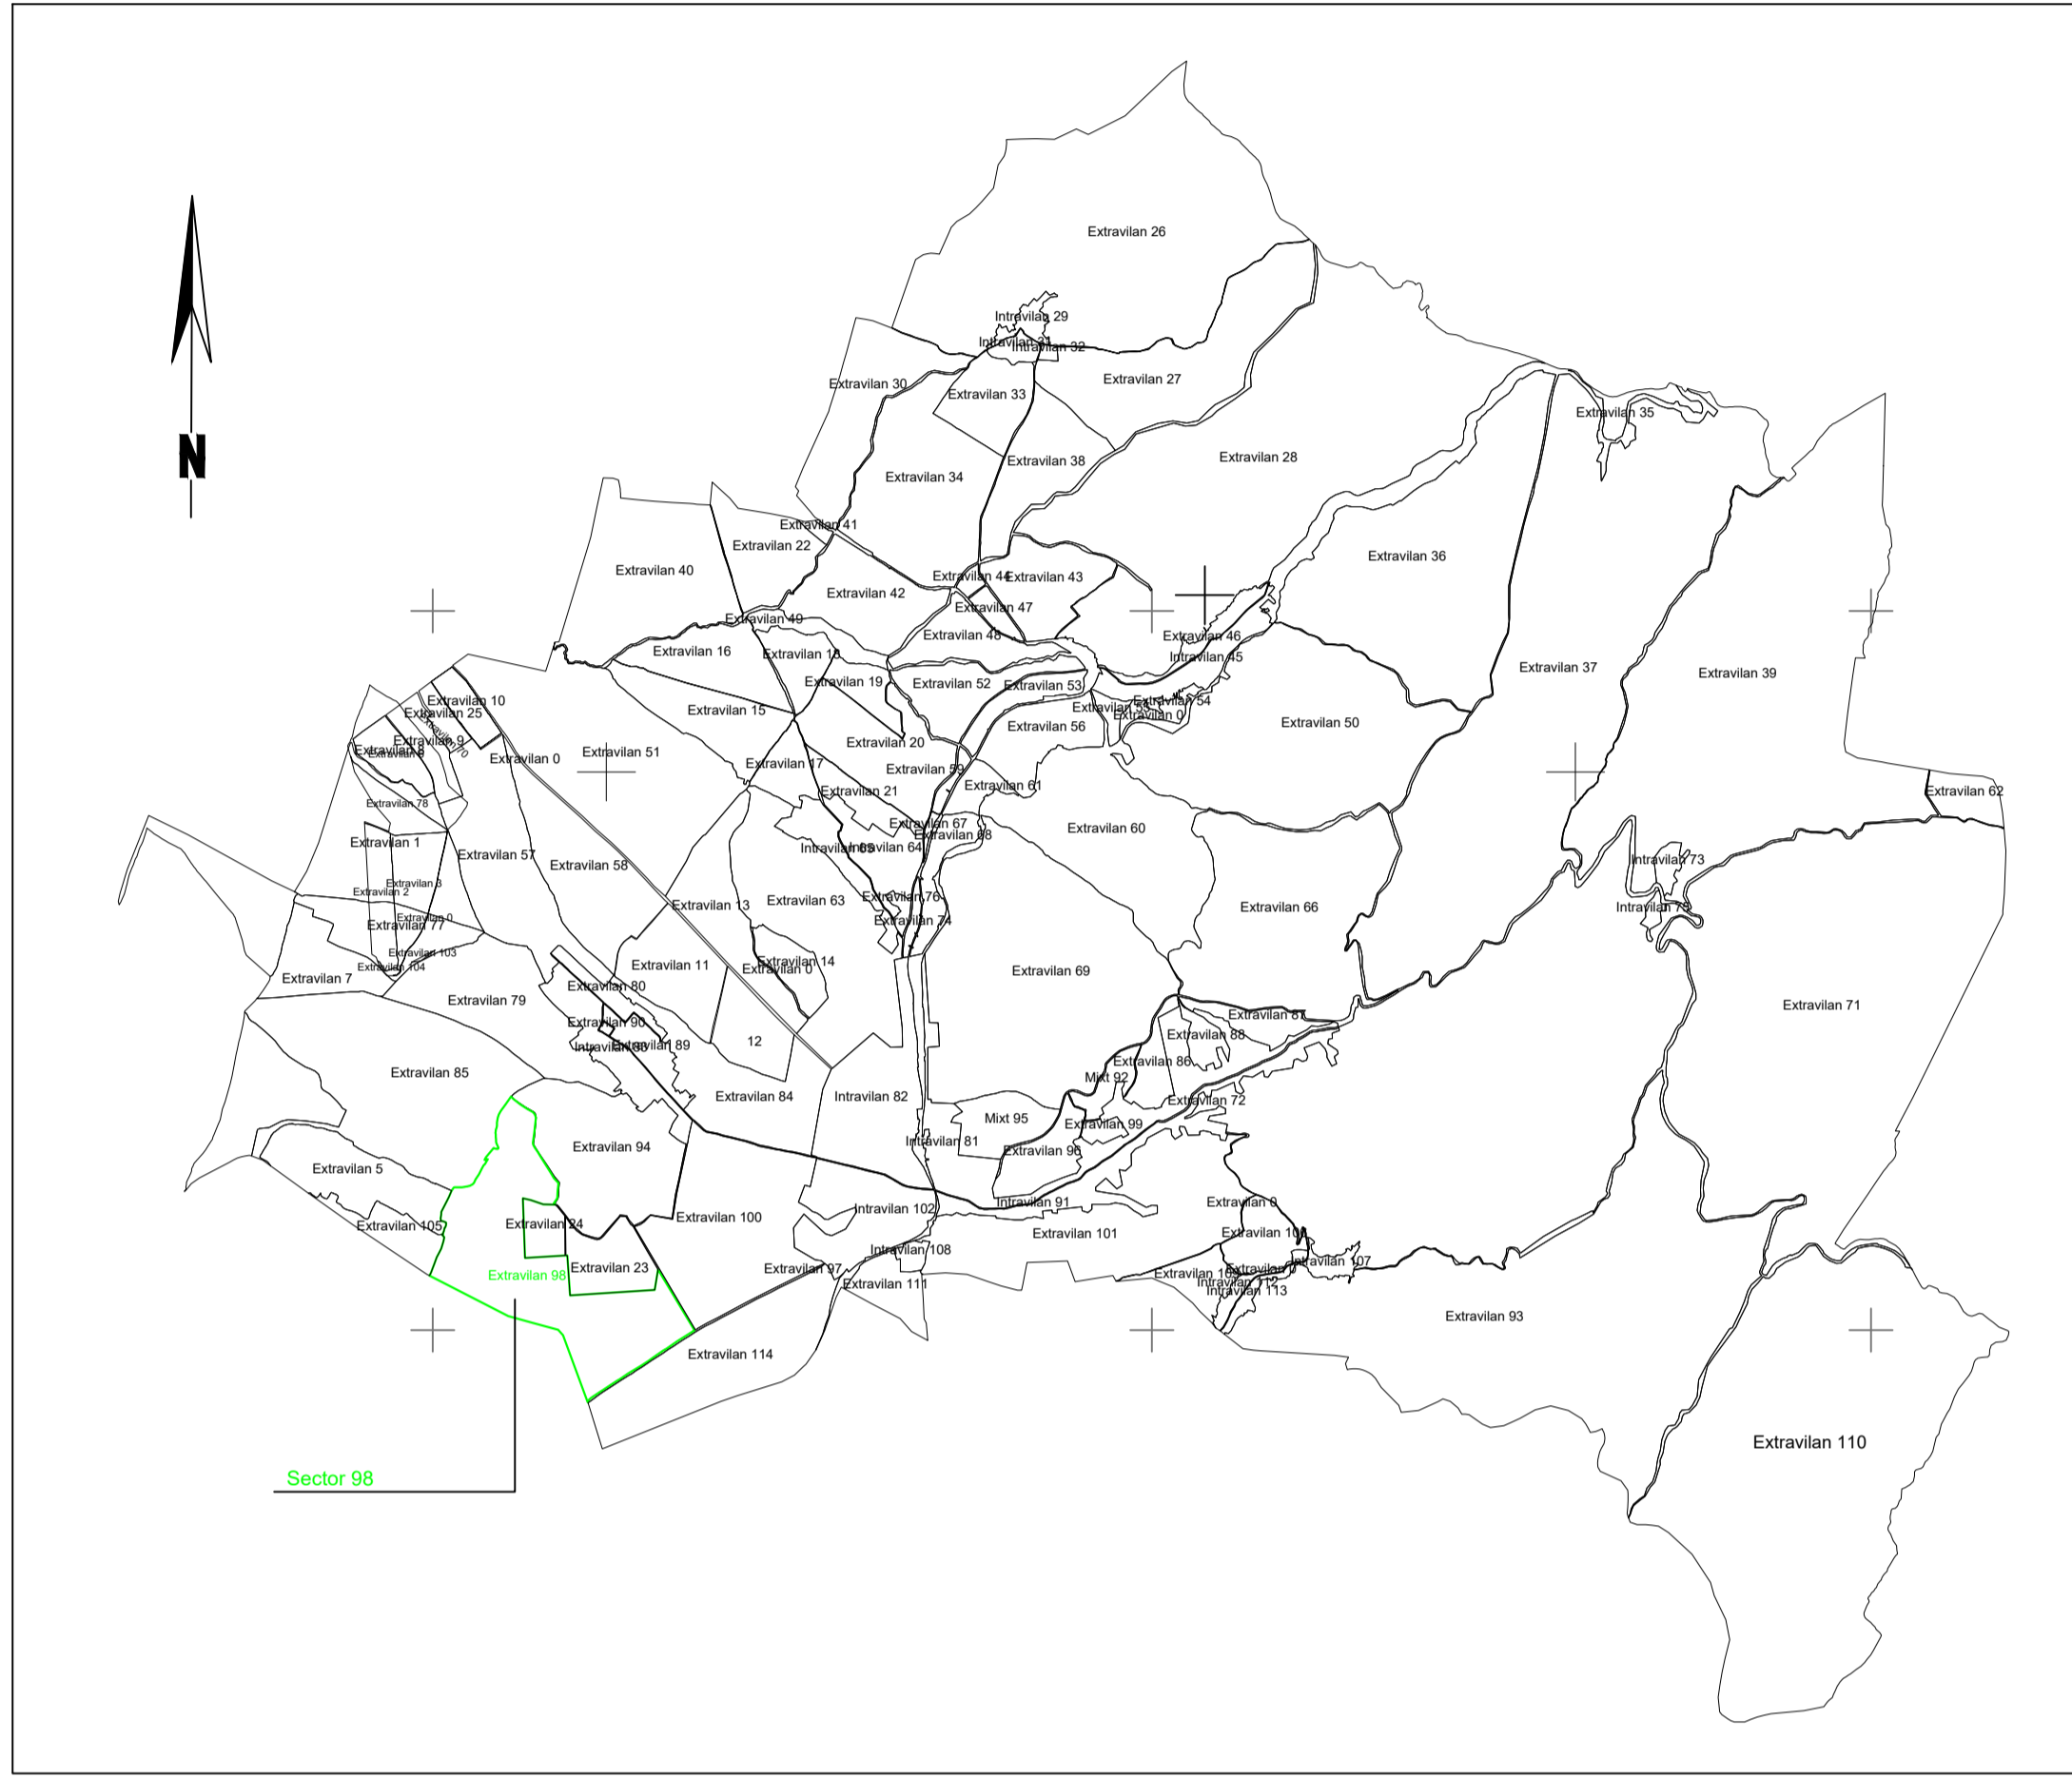 Extravilan 26
Intravilan 29
Intravilan 32
Extravilan 27
Extravilan 30
Extravilan 33
Extravilan 35
Extravilan 28
Extravilan 38
N
Extravilan 34
Extravilan 41
Extravilan 22
Extravilan 36
Extravilan 40
Extravilan 44
Extravilan 43
Extravilan 42
Extravilan 47
Extravilan 49
Extravilan 48
Extravilan 46
Extravilan 16
Extravilan 18
Intravilan 45
Extravilan 37
Extravilan 39
Extravilan 19
Extravilan 52
Extravilan 53
Extravilan 10
Extravilan 54
Extravilan 25
Extravilan 15
Extravilan 55
Extravilan 0
Extravilan 50
Extravilan 56
Extravilan 9
Extravilan 20
Extravilan 51
Extravilan 0
Extravilan 17
Extravilan 59
Extravilan 61
Extravilan 21
Extravilan 62
Extravilan 78
Extravilan 67
Extravilan 60
Extravilan 68
Extravilan 1
Intravilan 64
Extravilan 57
Intravilan 73
Extravilan 58
Extravilan 3
Extravilan 2
Extravilan 76
Extravilan 63
Extravilan 13
Extravilan 66
Extravilan 0
Extravilan 74
Extravilan 77
Extravilan 103
Extravilan 14
Extravilan 11
Extravilan 0
Extravilan 104
Extravilan 69
Extravilan 7
Extravilan 80
Extravilan 79
Extravilan 71
Extravilan 87
Extravilan 90
Extravilan 88
12
Extravilan 89
Extravilan 86
Extravilan 85
Mixt 92
Extravilan 84
Intravilan 82
Extravilan 72
Mixt 95
Extravilan 99
Intravilan 81
Extravilan 94
Extravilan 96
Extravilan 5
Intravilan 91
Extravilan 0
Intravilan 102
Extravilan 100
Extravilan 24
Extravilan 105
Extravilan 101
Intravilan 108
Intravilan 107
Extravilan 23
Extravilan 97
Extravilan 98
Intravilan 112
Extravilan 111
Intravilan 113
Extravilan 93
Extravilan 114
Extravilan 110
Sector 98